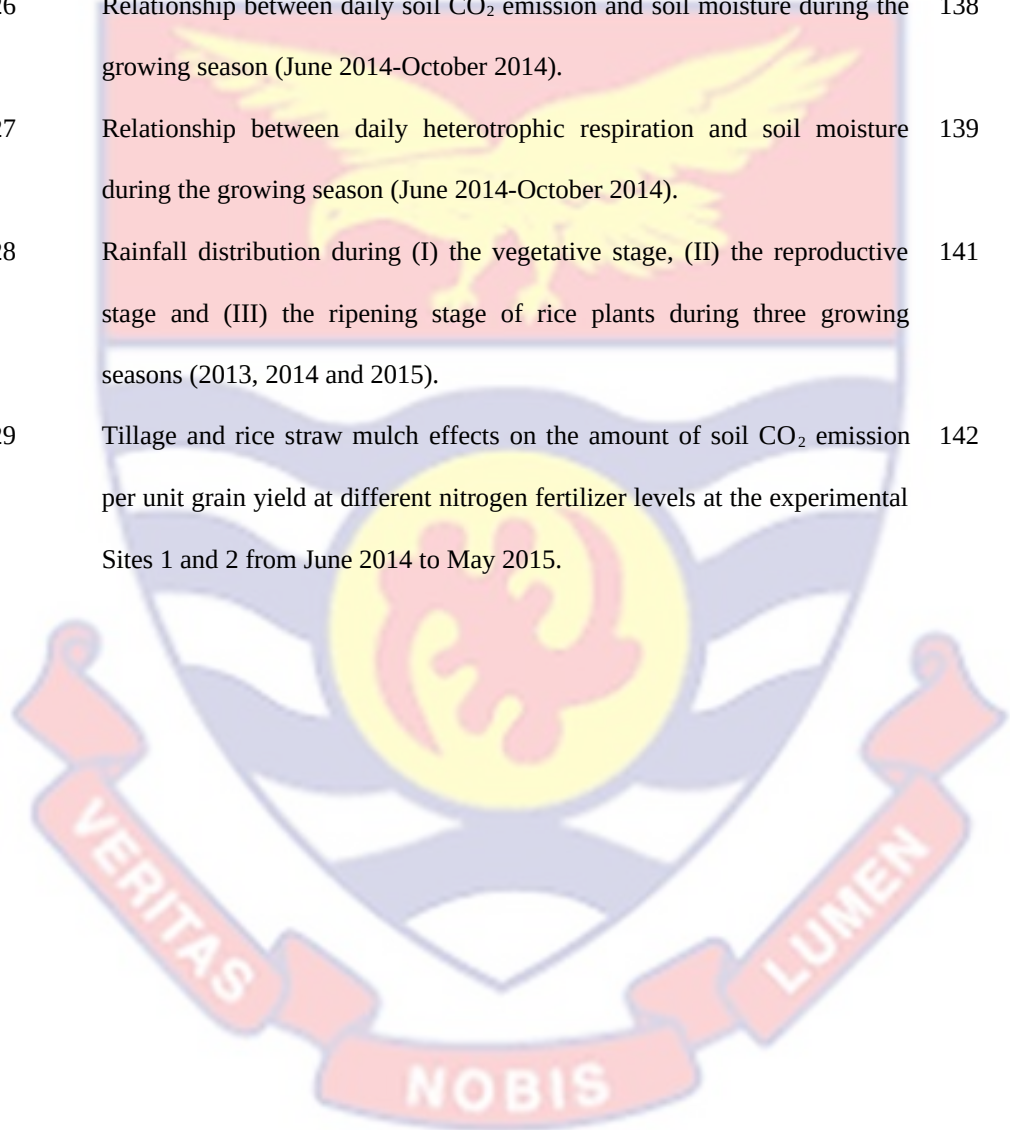 26 Relationship between daily soil CO₂ emission and soil moisture during the 138
growing season (June 2014-October 2014).
27 Relationship between daily heterotrophic respiration and soil moisture 139
during the growing season (June 2014-October 2014).
28 Rainfall distribution during (I) the vegetative stage, (II) the reproductive 141
stage and (III) the ripening stage of rice plants during three growing
seasons (2013, 2014 and 2015).
29 Tillage and rice straw mulch effects on the amount of soil CO₂ emission 142
per unit grain yield at different nitrogen fertilizer levels at the experimental
Sites 1 and 2 from June 2014 to May 2015.
VERITAS
NOBIS
LUMEN